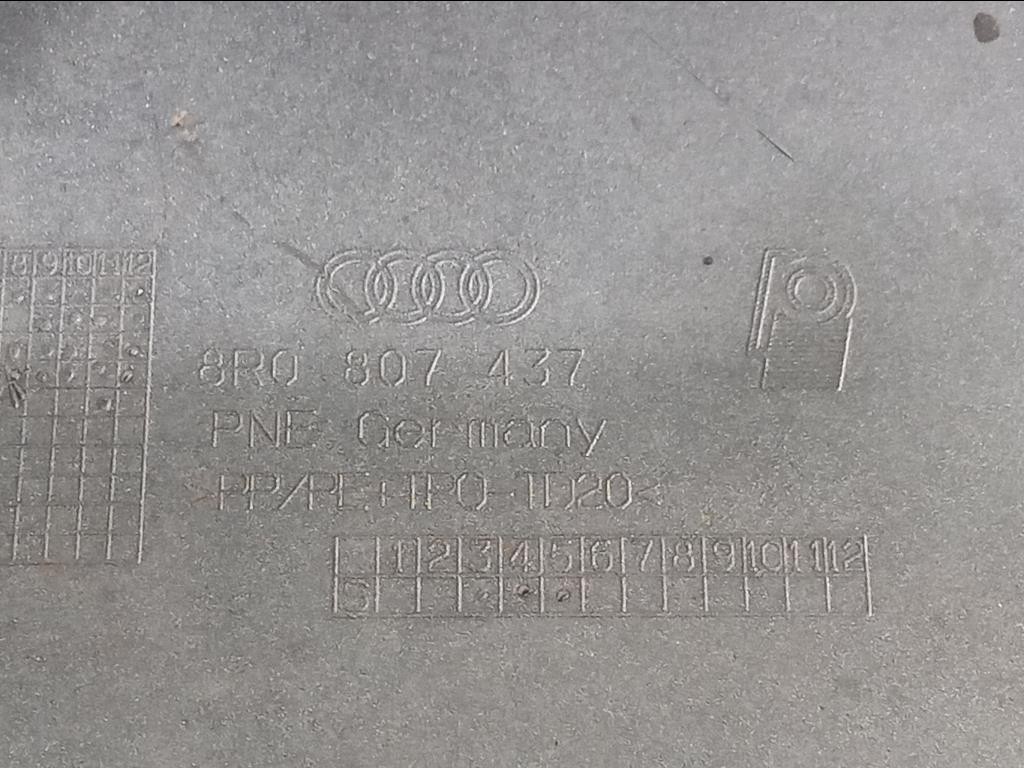 8 9 10 11 12
8R0 807 437
PNE Germany
>PP/PE+TPO-TD20<
1 2 3 4 5 6 7 8 9 10 11 12